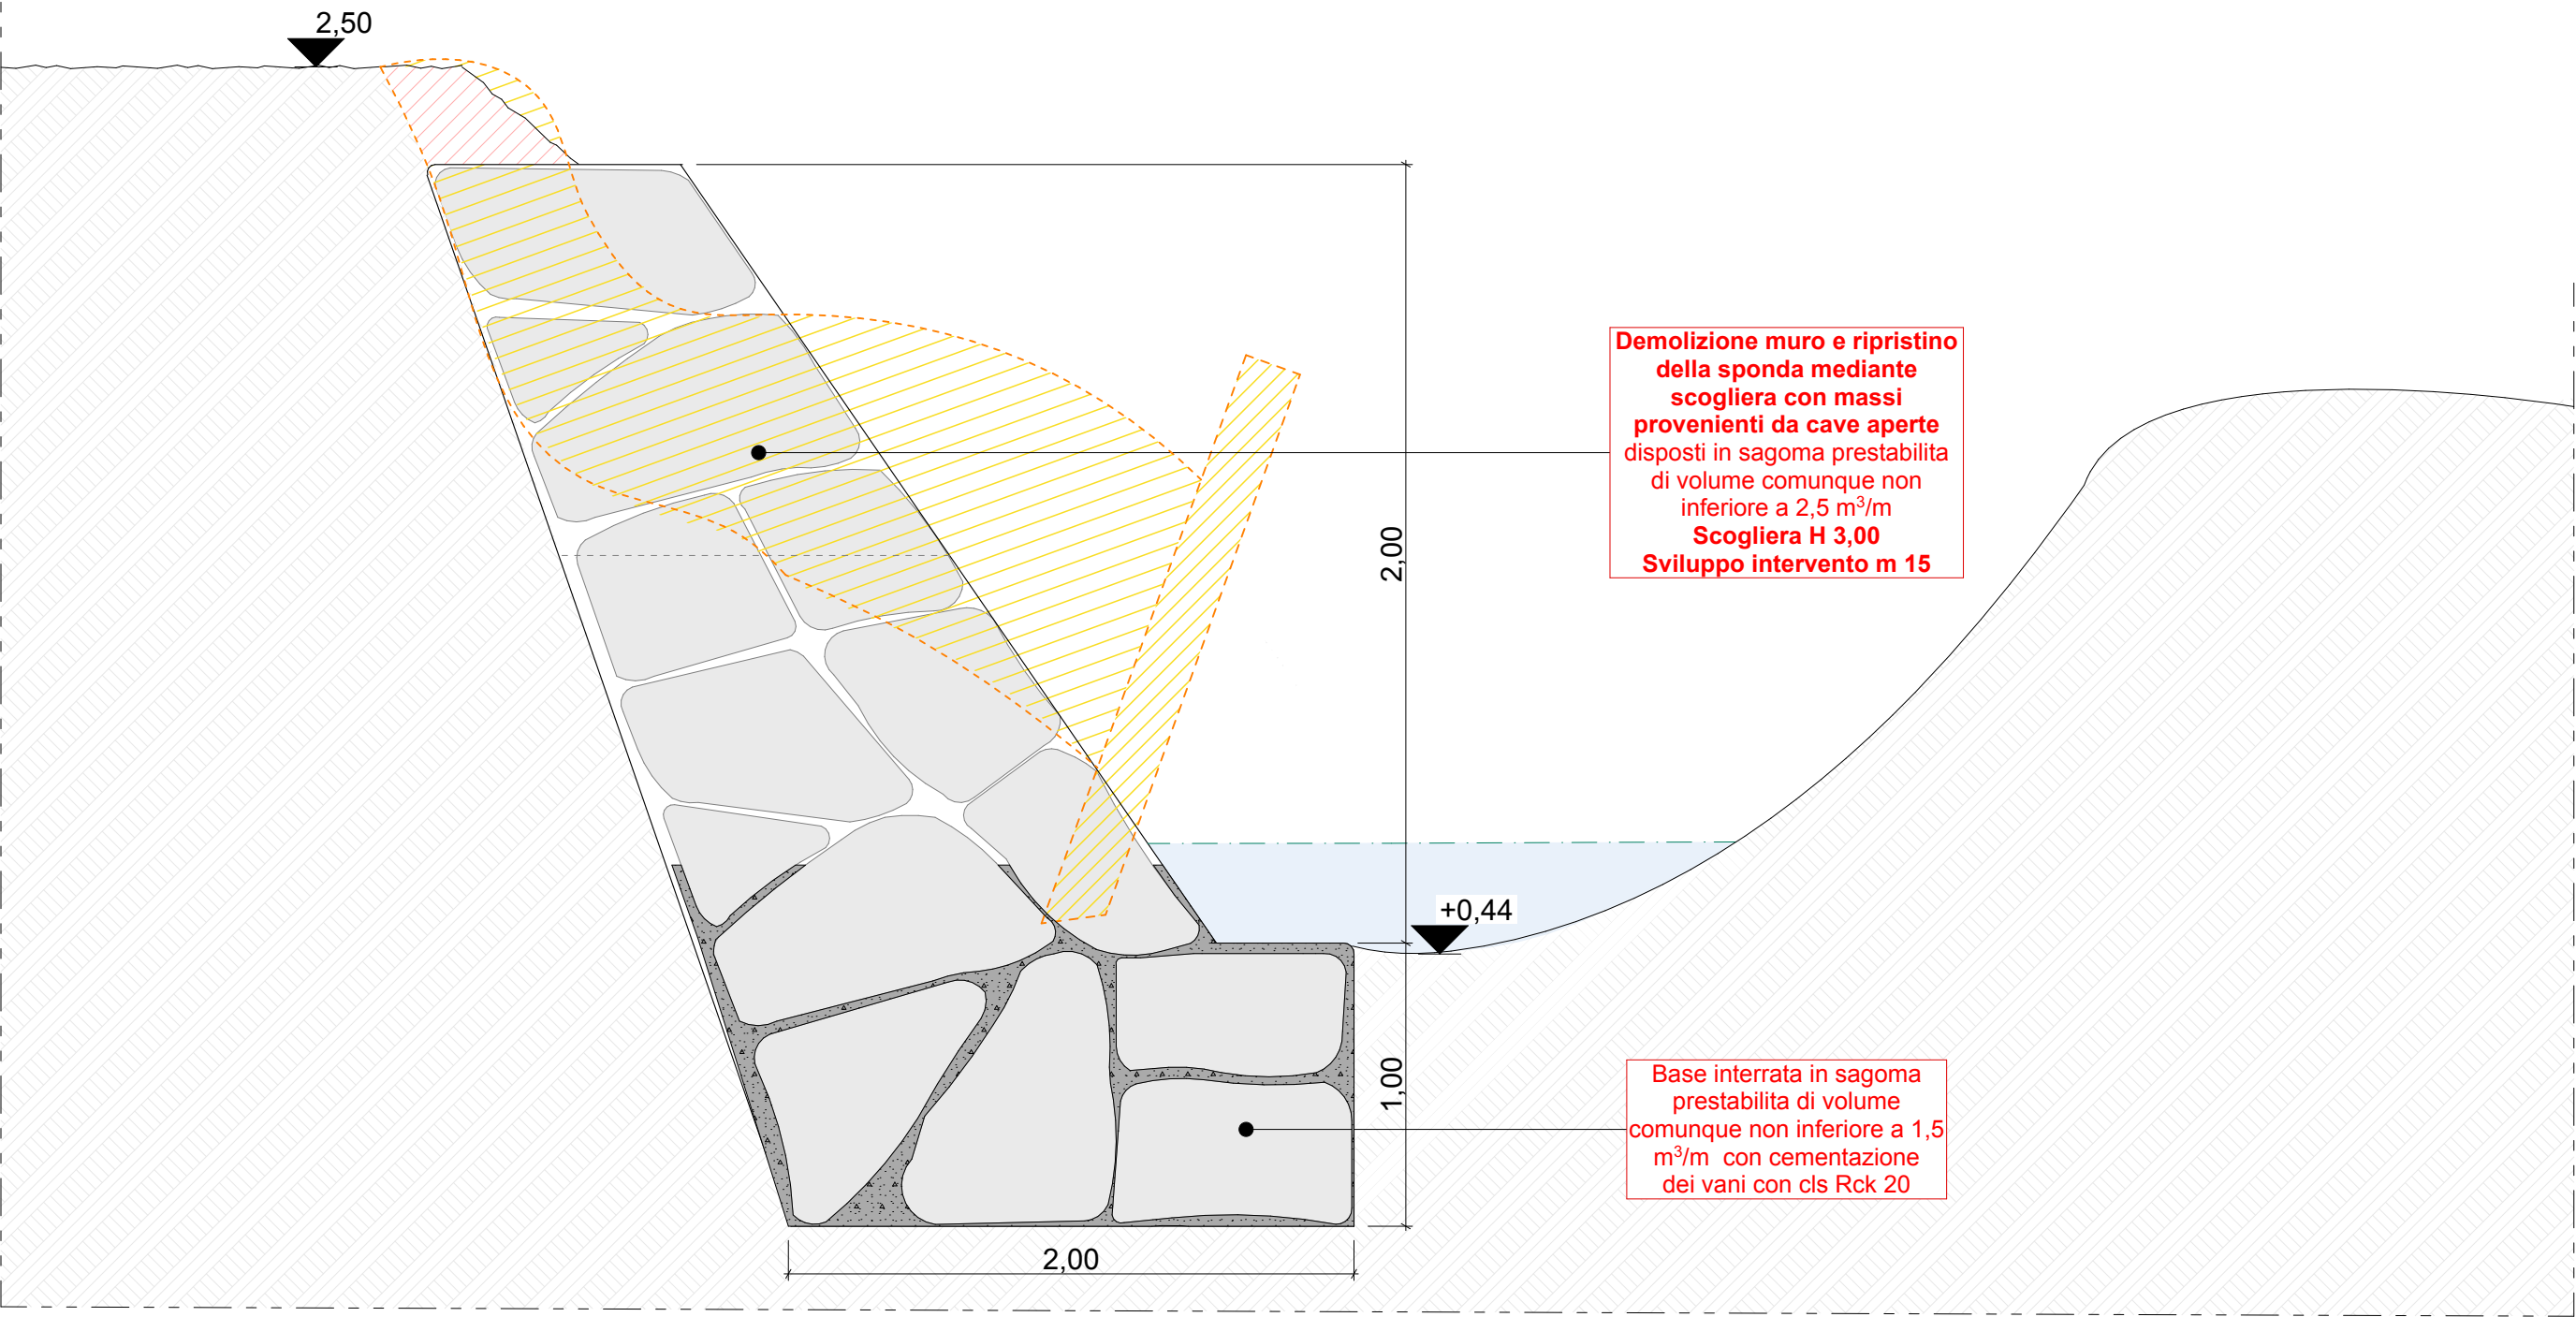 2,50
Demolizione muro e ripristino
della sponda mediante
scogliera con massi
provenienti da cave aperte
disposti in sagoma prestabilita
di volume comunque non
inferiore a 2,5 m³/m
Scogliera H 3,00
Sviluppo intervento m 15
2,00
+0,44
1,00
Base interrata in sagoma
prestabilita di volume
comunque non inferiore a 1,5
m³/m con cementazione
dei vani con cls Rck 20
2,00